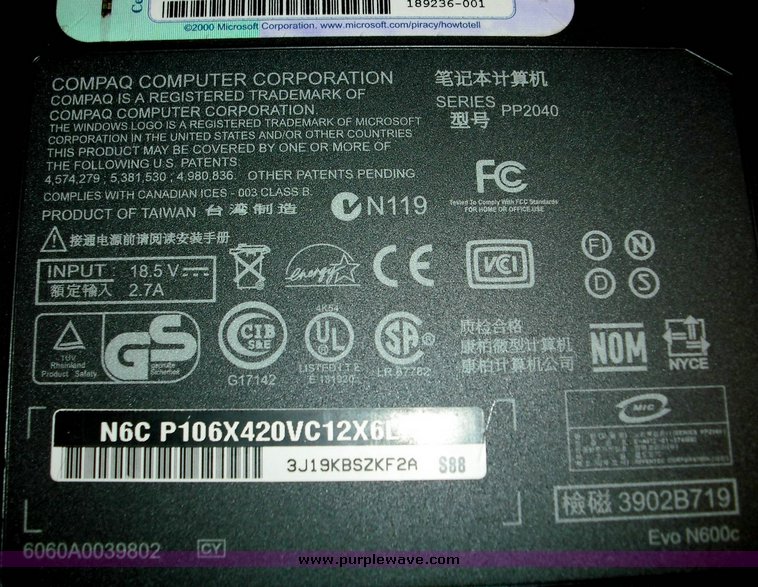 189236-001
©2000 Microsoft Corporation. www.microsoft.com/piracy/howtotell
COMPAQ COMPUTER CORPORATION
COMPAQ IS A REGISTERED TRADEMARK OF
COMPAQ COMPUTER CORPORATION.
THE WINDOWS LOGO IS A REGISTERED TRADEMARK OF MICROSOFT
CORPORATION IN THE UNITED STATES AND/OR OTHER COUNTRIES
THIS PRODUCT MAY BE COVERED BY ONE OR MORE OF
THE FOLLOWING U.S. PATENTS.
4,574,279 ; 5,381,530 ; 4,980,836. OTHER PATENTS PENDING.
COMPLIES WITH CANADIAN ICES - 003 CLASS B.
PRODUCT OF TAIWAN 台湾制造
N119
笔记本计算机
SERIES PP2040
型号
FC
Tested To Comply With FCC Standards
FOR HOME OR OFFICE USE
接通电源前请阅读安装手册
INPUT : 18.5 V
額定輸入 2.7A
energy
CE
VCI
FI N
D S
TÜV
Rheinland
Product Safety
GS
geprüfte
Sicherheit
CIB
S&E
G17142
4K54
UL
LISTED I.T.E
E
SA
LR
质检合格
康柏微型计算机
康柏计算机公司
NOM
NYCE
MIC
N6C P106X420VC12X6
3J19KBSZKF2A S88
檢磁 3902B719
6060A0039802 CY
Evo N600c
www.purplewave.com